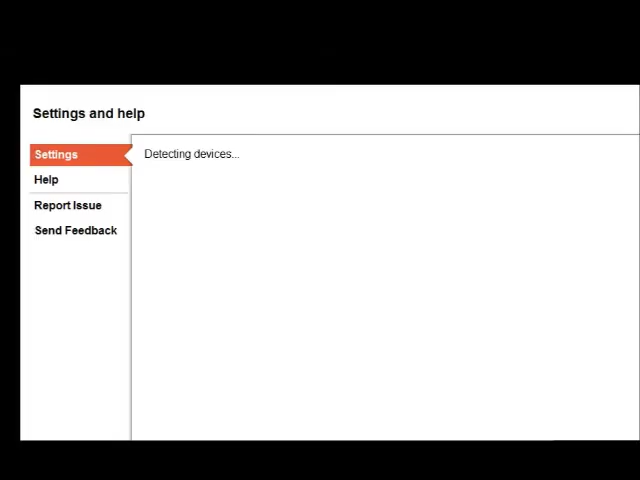 Settings and help
Settings
Detecting devices...
Help
Report Issue
Send Feedback